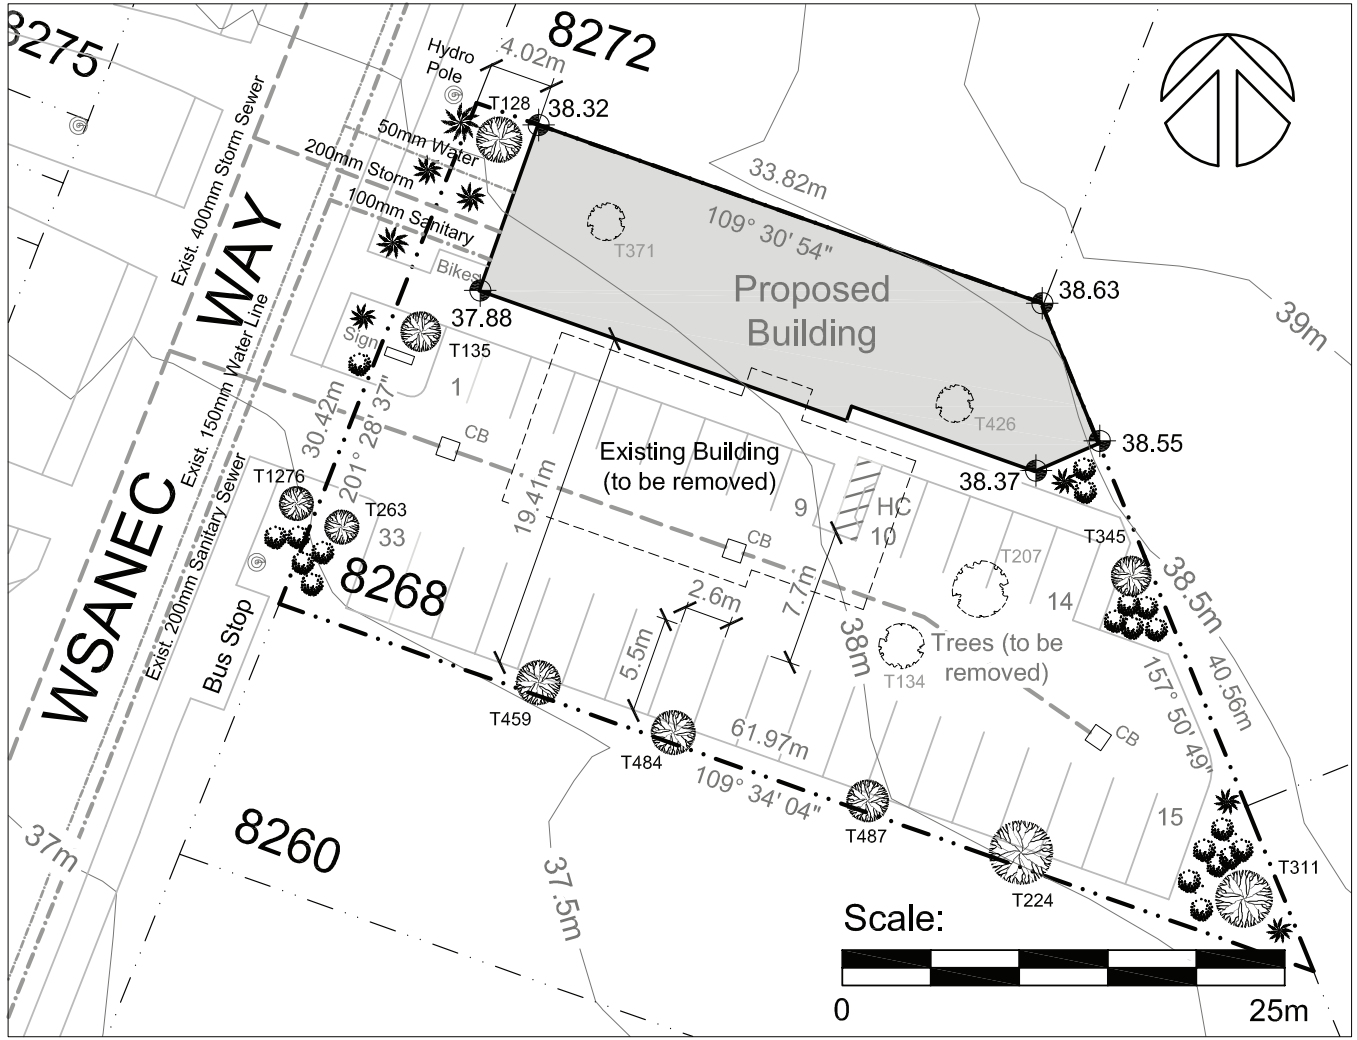 8275
8272
Hydro
Pole
4.02m
T128
38.32
50mm Water
200mm Storm
100mm Sanitary
Exist. 400mm Storm Sewer
WSANEC WAY
Exist. 150mm Water Line
Exist. 200mm Sanitary Sewer
33.82m
109° 30' 54"
T371
Proposed
Building
38.63
39m
Bikes
37.88
Sign
T135
1
30.42m
201° 28' 37"
CB
T426
38.55
38.37
Existing Building
(to be removed)
19.41m
9
HC
10
T1276
T263
33
CB
T207
T345
8268
2.6m
7.7m
5.5m
14
38.5m
38m
Trees (to be
removed)
T134
Bus Stop
T459
T484
61.97m
109° 34' 04"
157° 50' 49"
40.56m
CB
T487
15
T311
T224
8260
37m
37.5m
Scale:
0
25m